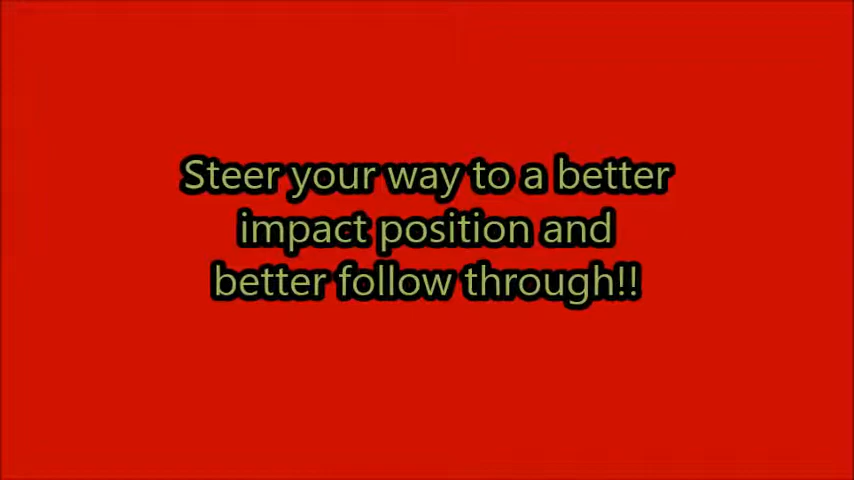 Steer your way to a better
impact position and
better follow through!!